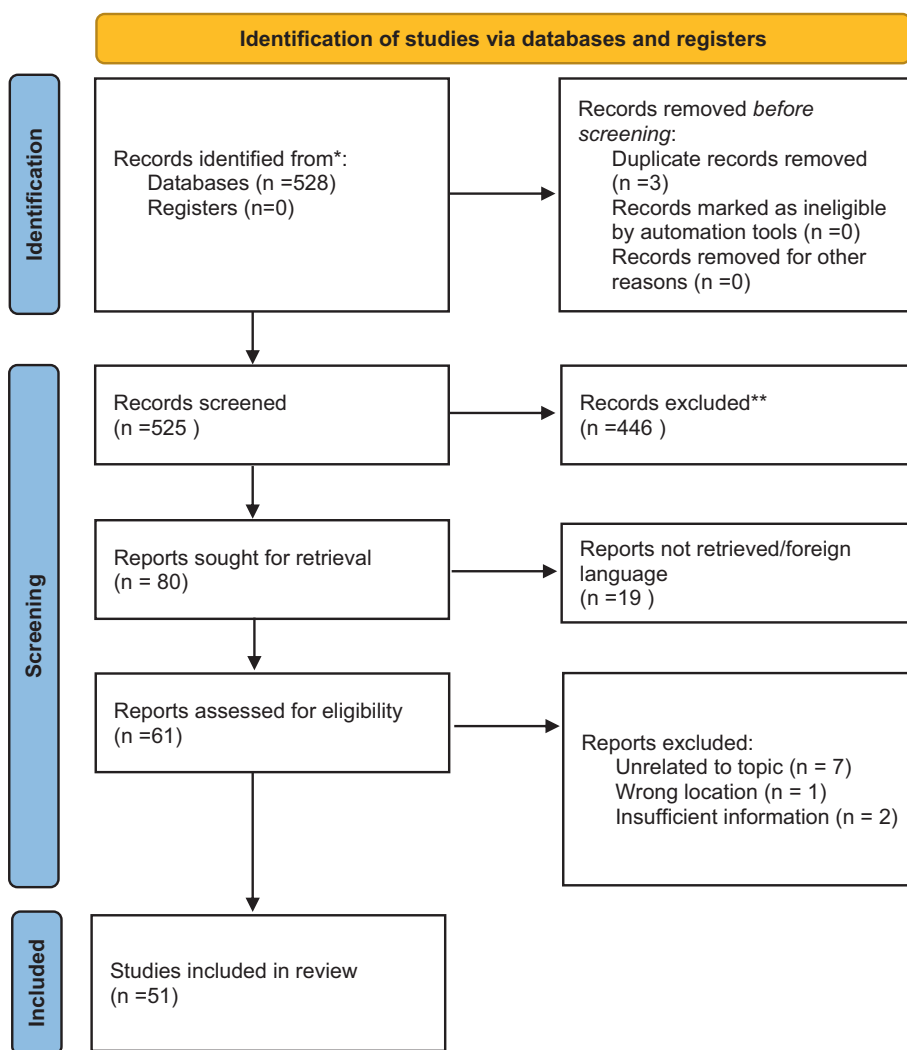 Identification of studies via databases and registers
Identification
Records identified from*:
Databases (n =528)
Registers (n=0)
Records removed before
screening:
Duplicate records removed
(n =3)
Records marked as ineligible
by automation tools (n =0)
Records removed for other
reasons (n =0)
Screening
Records screened
(n =525 )
Records excluded**
(n =446 )
Reports sought for retrieval
(n = 80)
Reports not retrieved/foreign
language
(n =19 )
Reports assessed for eligibility
(n =61)
Reports excluded:
Unrelated to topic (n = 7)
Wrong location (n = 1)
Insufficient information (n = 2)
Included
Studies included in review
(n =51)